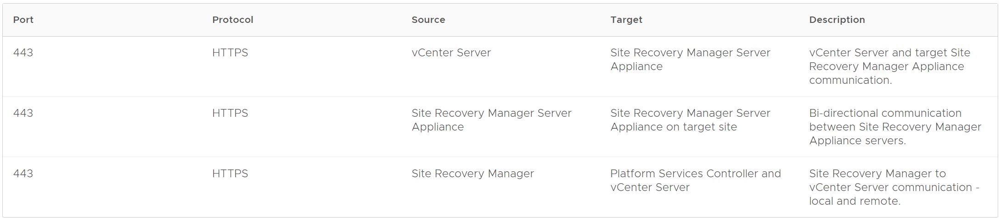 Port Protocol Source Target Description
443 HTTPS vCenter Server Site Recovery Manager Server vCenter Server and target Site
Appliance Recovery Manager Appliance
communication.
443 HTTPS Site Recovery Manager Server Site Recovery Manager Server Bi-directional communication
Appliance Appliance on target site between Site Recovery Manager
Appliance servers.
443 HTTPS Site Recovery Manager Platform Services Controller and Site Recovery Manager to
vCenter Server vCenter Server communication -
local and remote.